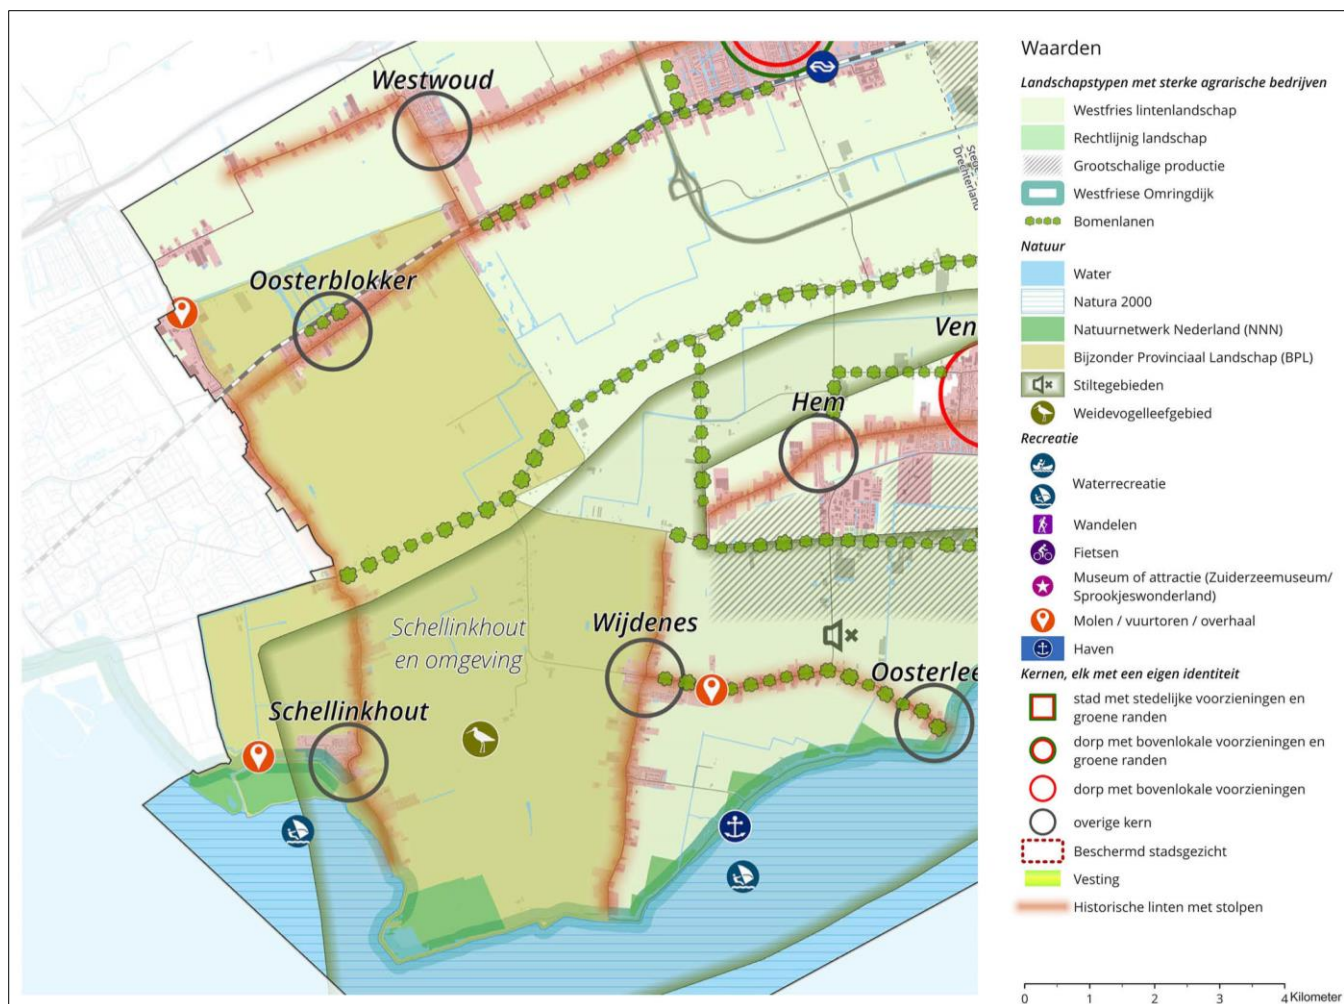 Westwoud
Stede
Drechterland
Oosterblokker
Ven
Hem
Schellinkhout
en omgeving
Wijdenes
Oosterlee
Schellinkhout
Waarden
Landschapstypen met sterke agrarische bedrijven
Westfries lintenlandschap
Rechtlijnig landschap
Grootschalige productie
Westfriese Omringdijk
Bomenlanen
Natuur
Water
Natura 2000
Natuurnetwerk Nederland (NNN)
Bijzonder Provinciaal Landschap (BPL)
Stiltegebieden
Weidevogelleefgebied
Recreatie
Waterrecreatie
Wandelen
Fietsen
Museum of attractie (Zuiderzeemuseum/
Sprookjeswonderland)
Molen / vuurtoren / overhaal
Haven
Kernen, elk met een eigen identiteit
stad met stedelijke voorzieningen en
groene randen
dorp met bovenlokale voorzieningen en
groene randen
dorp met bovenlokale voorzieningen
overige kern
Beschermd stadsgezicht
Vesting
Historische linten met stolpen
0 1 2 3 4 Kilometer